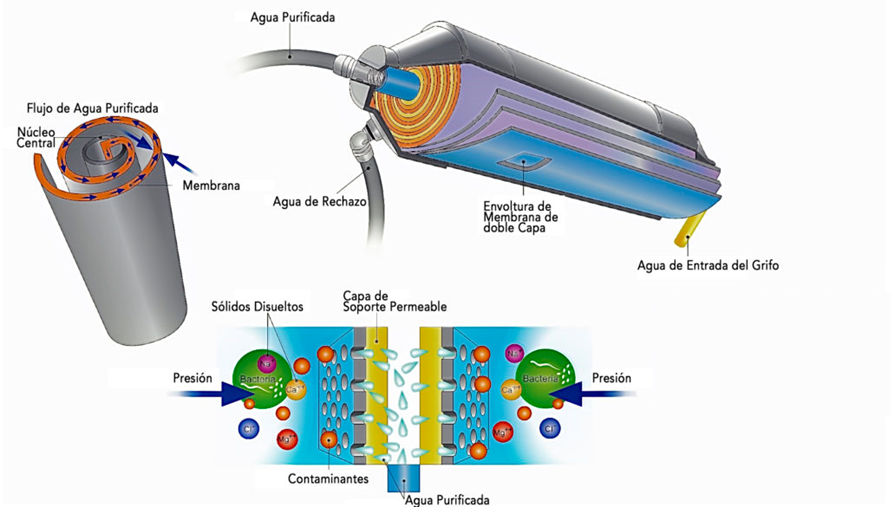 Agua Purificada
Flujo de Agua Purificada
Núcleo
Central
Membrana
Agua de Rechazo
Envoltura de
Membrana de
doble Capa
Agua de Entrada del Grifo
Capa de
Soporte Permeable
Sólidos Disueltos
Presión
Bacteria
Ca
Cl
Mg
Contaminantes
Agua Purificada
Bacteria
Ca
Mg
Cl
Presión